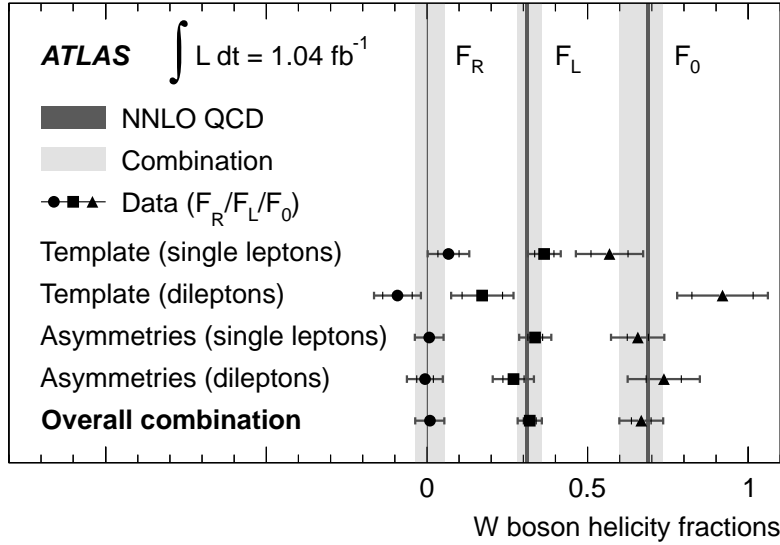 ATLAS ∫ L dt = 1.04 fb⁻¹ F_R F_L F_0
NNLO QCD
Combination
Data (F_R/F_L/F_0)
Template (single leptons)
Template (dileptons)
Asymmetries (single leptons)
Asymmetries (dileptons)
Overall combination
0 0.5 1
W boson helicity fractions